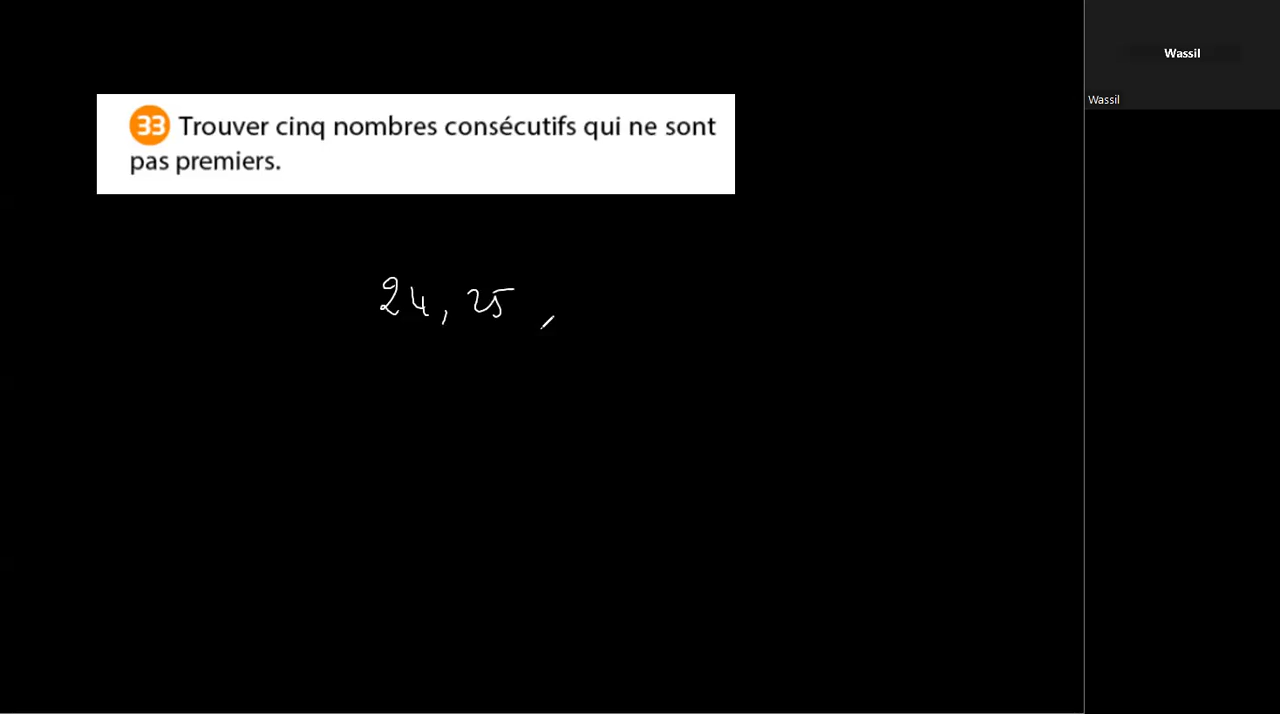 Wassil
Wassil
33 Trouver cinq nombres consécutifs qui ne sont
pas premiers.
24, 25 ,